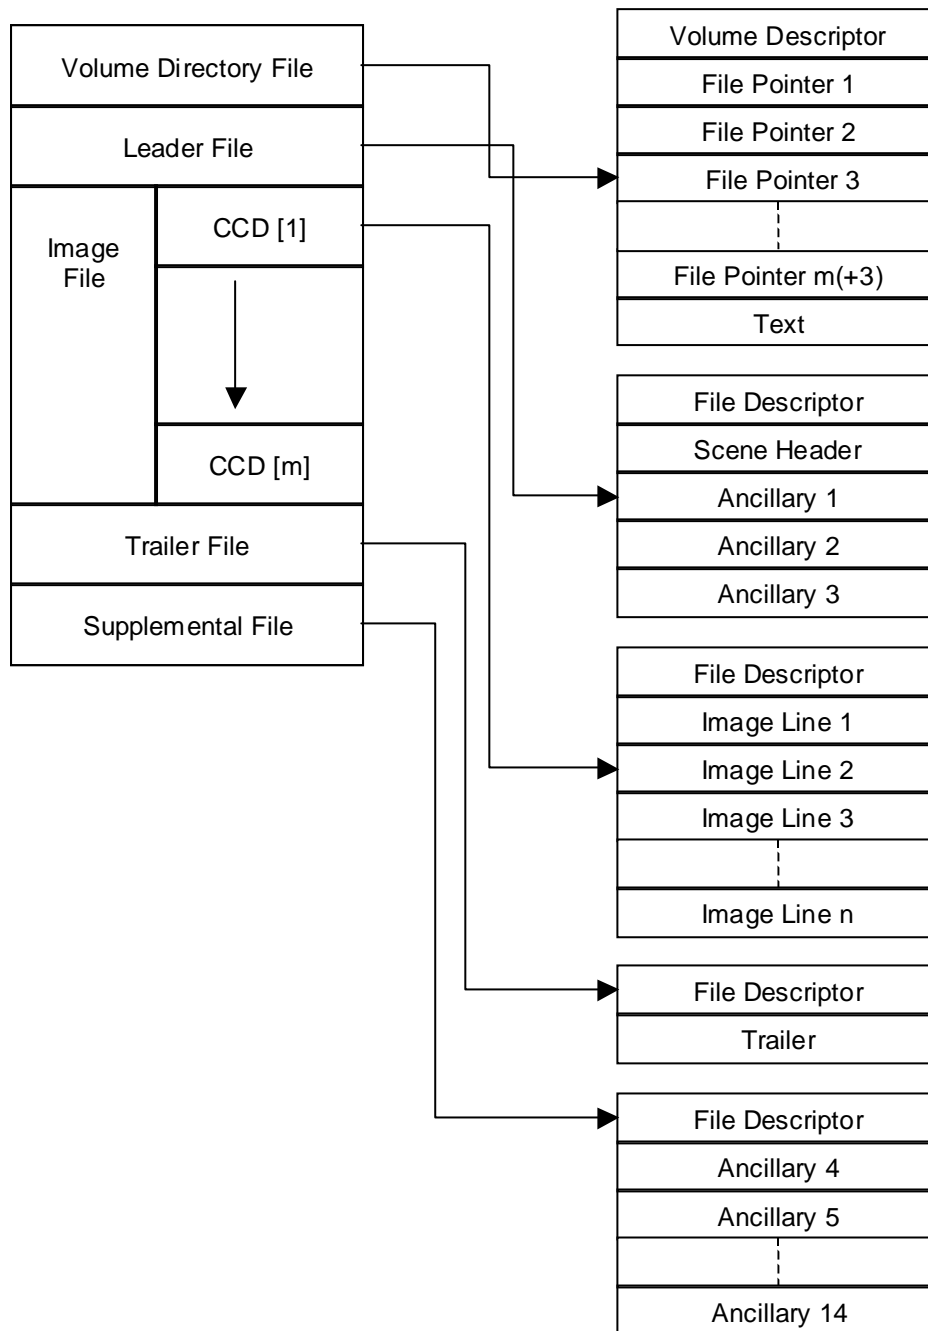 Volume Directory File
Leader File
Image
File
CCD [1]
CCD [m]
Trailer File
Supplemental File
Volume Descriptor
File Pointer 1
File Pointer 2
File Pointer 3
File Pointer m(+3)
Text
File Descriptor
Scene Header
Ancillary 1
Ancillary 2
Ancillary 3
File Descriptor
Image Line 1
Image Line 2
Image Line 3
Image Line n
File Descriptor
Trailer
File Descriptor
Ancillary 4
Ancillary 5
Ancillary 14